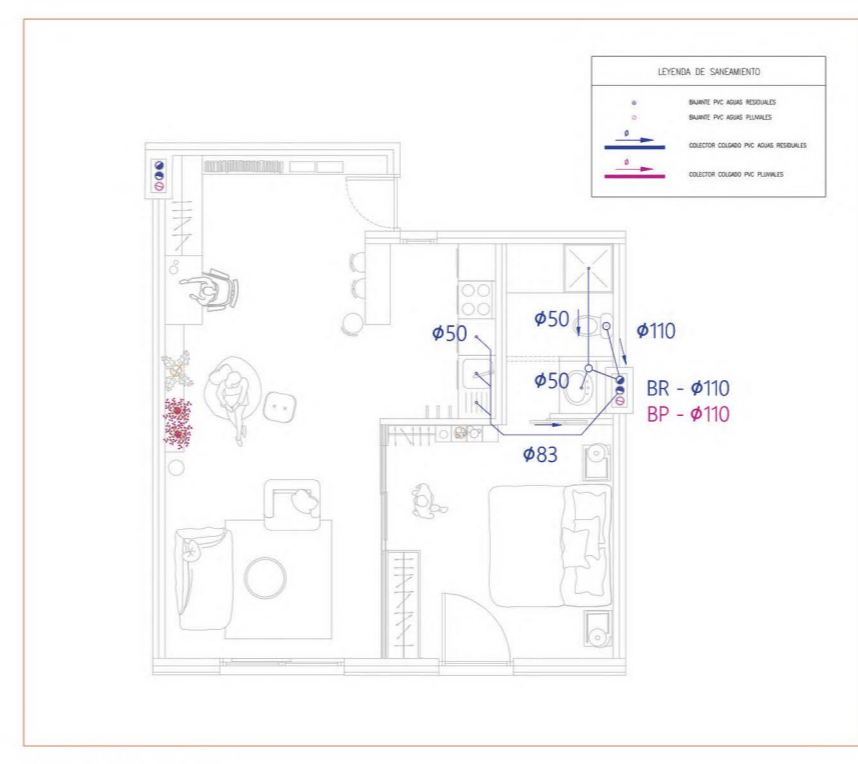 LEYENDA DE SANEAMIENTO
BAJANTE PVC AGUAS RESIDUALES
BAJANTE PVC AGUAS PLUVIALES
ø
COLECTOR COLGADO PVC AGUAS RESIDUALES
ø
COLECTOR COLGADO PVC PLUVIALES
ø50
ø50
ø110
ø50
BR - ø110
BP - ø110
ø83